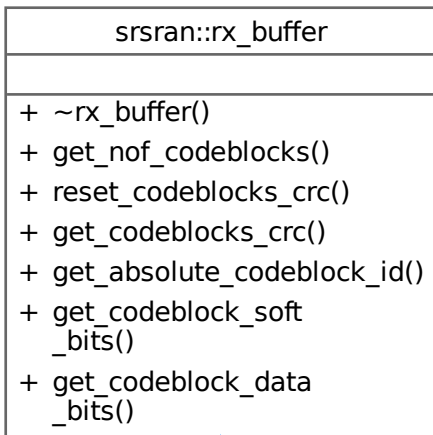 srsran::rx_buffer
+ ~rx_buffer()
+ get_nof_codeblocks()
+ reset_codeblocks_crc()
+ get_codeblocks_crc()
+ get_absolute_codeblock_id()
+ get_codeblock_soft
_bits()
+ get_codeblock_data
_bits()